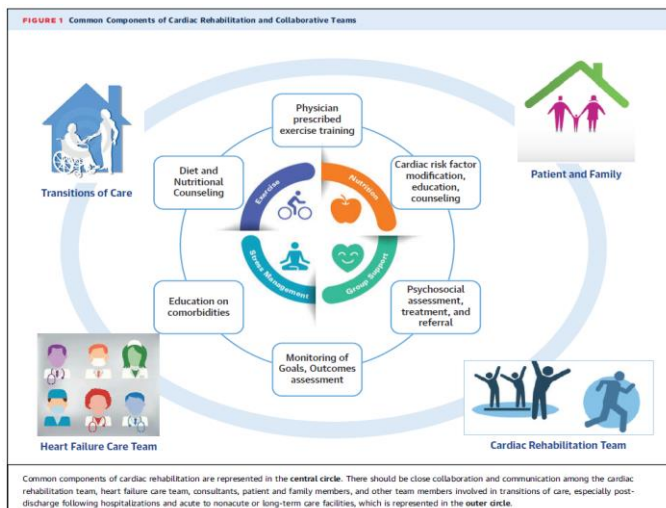 FIGURE 1 Common Components of Cardiac Rehabilitation and Collaborative Teams
Physician
prescribed
exercise training
Diet and
Nutritional
Counseling
Cardiac risk factor
modification,
education,
counseling
Transitions of Care
Patient and Family
Exercise
Nutrition
Stress Management
Group Support
Education on
comorbidities
Psychosocial
assessment,
treatment, and
referral
Monitoring of
Goals, Outcomes
assessment
Heart Failure Care Team
Cardiac Rehabilitation Team
Common components of cardiac rehabilitation are represented in the central circle. There should be close collaboration and communication among the cardiac
rehabilitation team, heart failure care team, consultants, patient and family members, and other team members involved in transitions of care, especially post-
discharge following hospitalizations and acute to nonacute or long-term care facilities, which is represented in the outer circle.